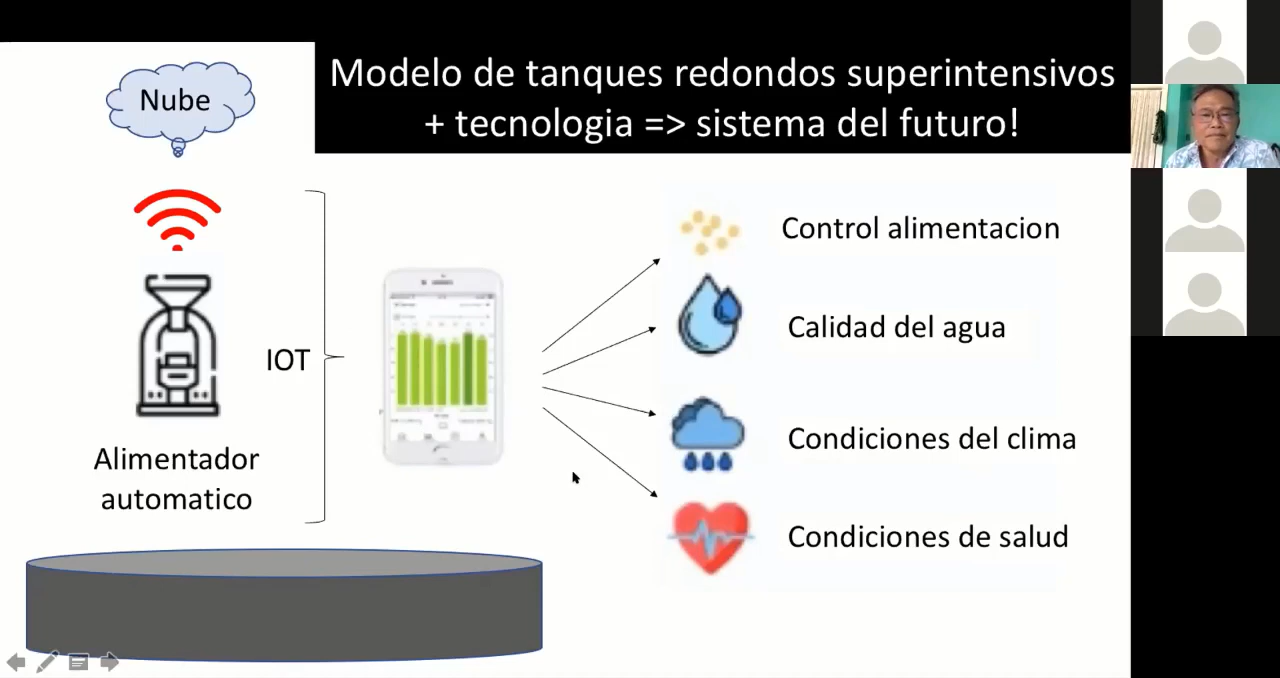 Modelo de tanques redondos superintensivos
+ tecnologia => sistema del futuro!
Nube
IOT
Alimentador
automatico
Control alimentacion
Calidad del agua
Condiciones del clima
Condiciones de salud